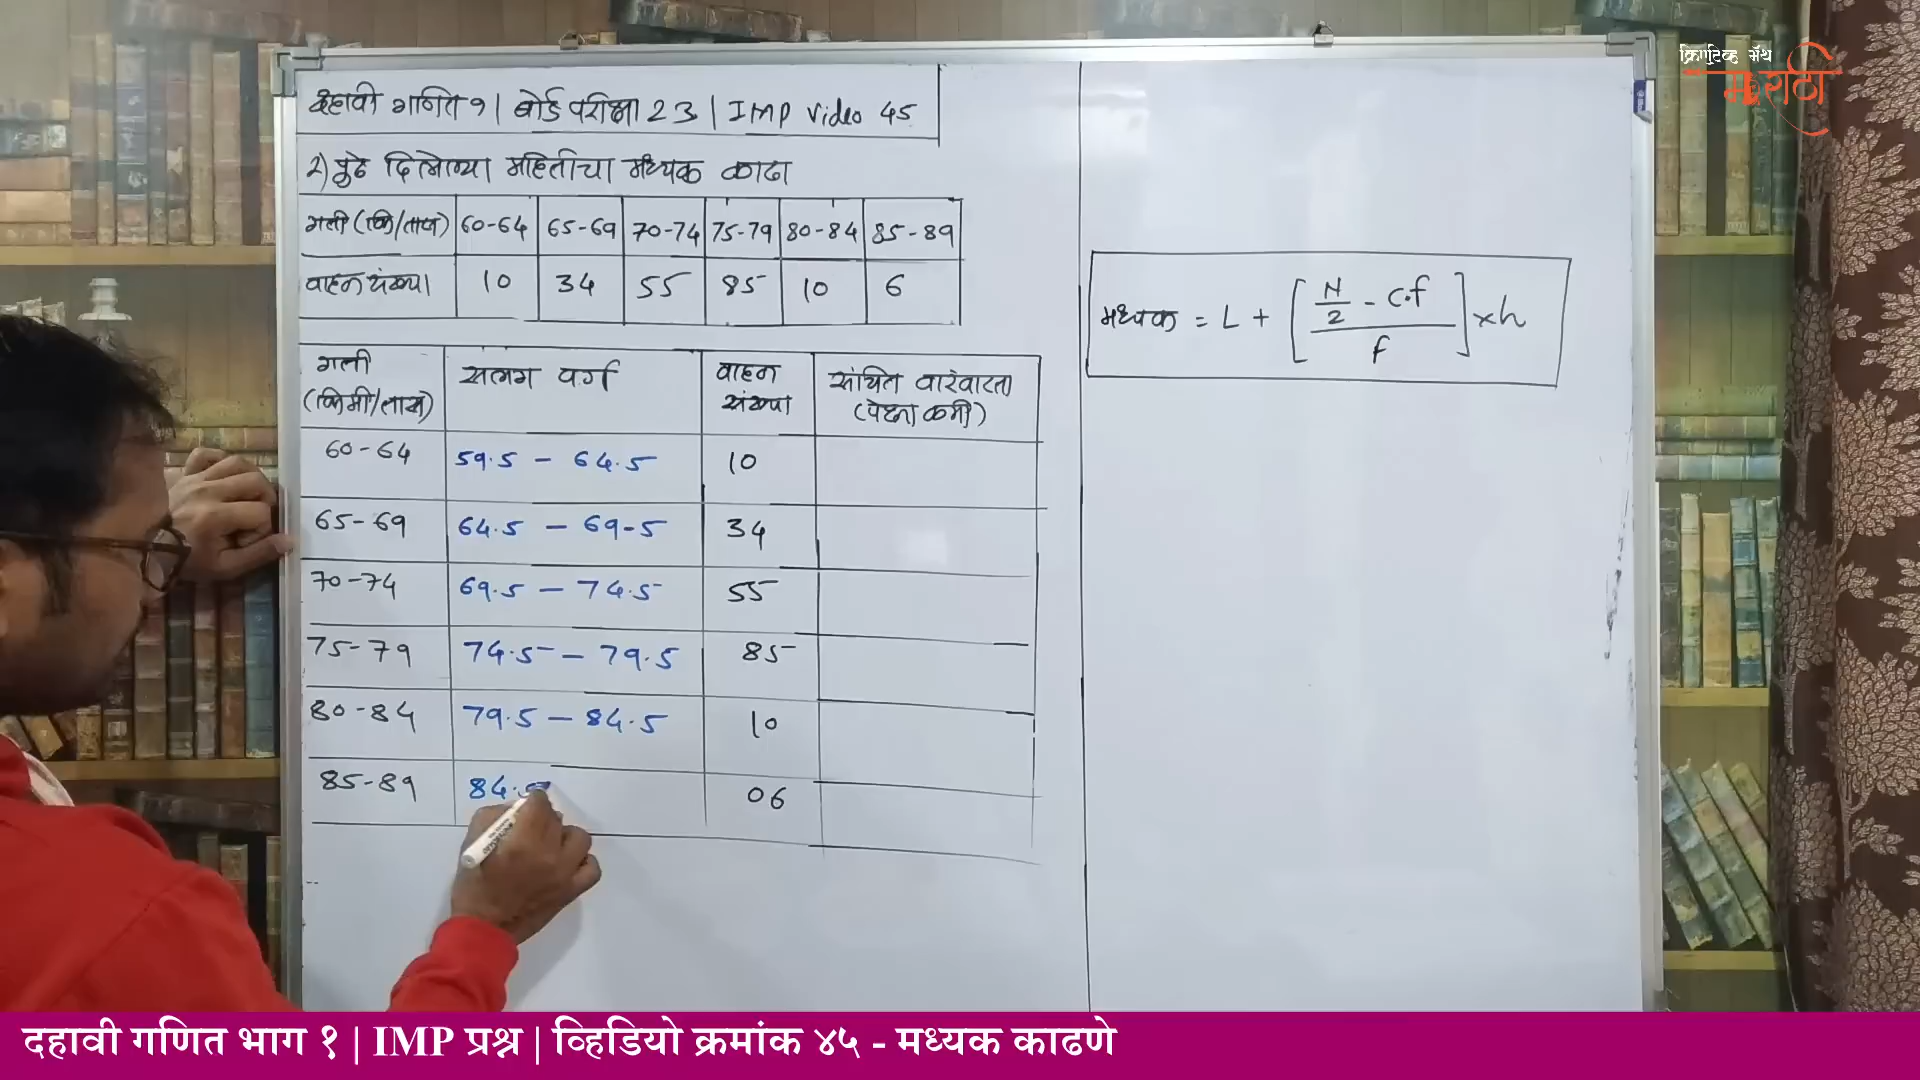 क्रिएटिव्ह मॅथ
मराठी
दहावी गणित १ | बोर्ड परीक्षा 23 | IMP Video 45
2) पुढे दिलेल्या माहितीचा मध्यक काढा
गती (कि/तास) 60-64 65-69 70-74 75-79 80-84 85-89
वाहन संख्या 10 34 55 85 10 6
मध्यक = L + [ (N/2 - c.f) / f ] × h
गती (किमी/तास) सलग वर्ग वाहन संख्या संचित वारंवारता (पेक्षा कमी)
60-64 59.5 - 64.5 10
65-69 64.5 - 69-5 34
70-74 69.5 - 74.5 55
75-79 74.5 - 79.5 85
80-84 79.5 - 84.5 10
85-89 84.5 06
दहावी गणित भाग १ | IMP प्रश्न | व्हिडियो क्रमांक ४५ - मध्यक काढणे